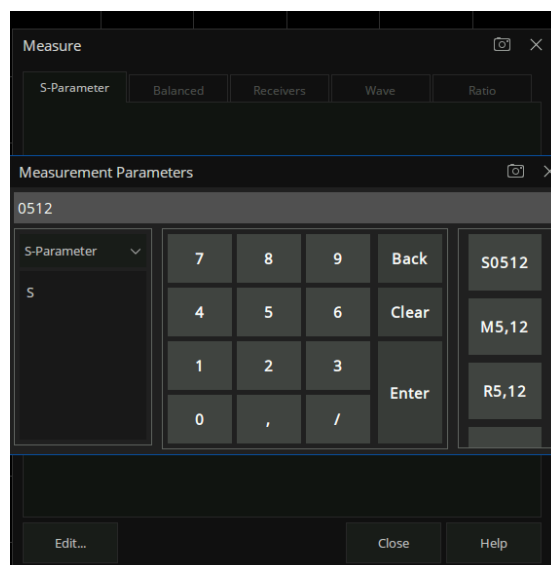 Measure
S-Parameter Balanced Receivers Wave Ratio
Measurement Parameters
0512
S-Parameter
S
7 8 9 Back
4 5 6 Clear
1 2 3
Enter
0 , /
S0512
M5,12
R5,12
Edit... Close Help